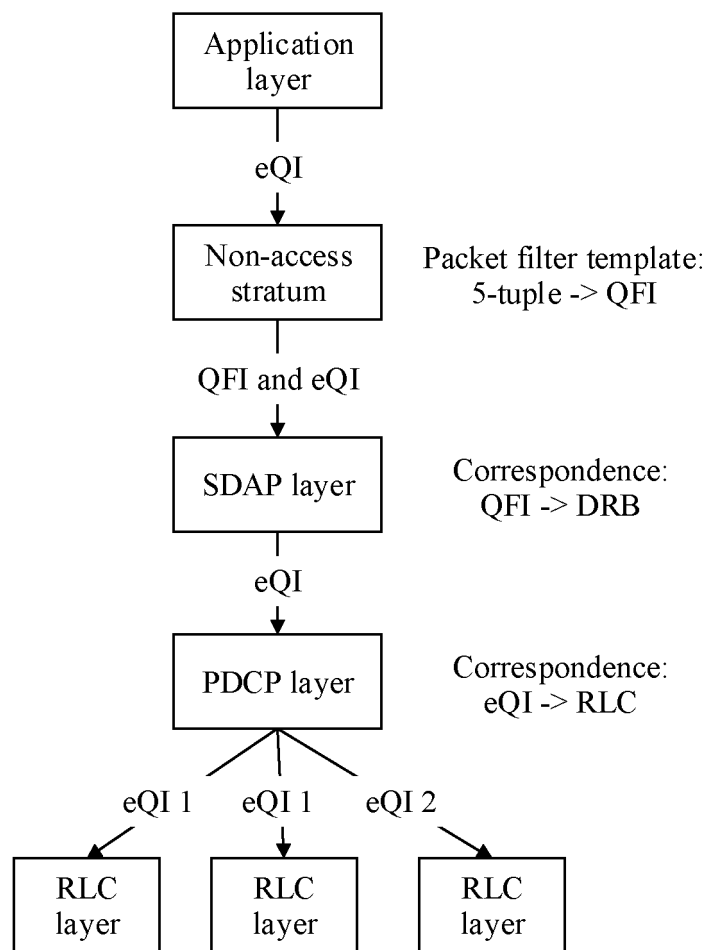 Application
layer
eQI
Non-access
stratum
Packet filter template:
5-tuple -> QFI
QFI and eQI
SDAP layer
Correspondence:
QFI -> DRB
eQI
PDCP layer
Correspondence:
eQI -> RLC
eQI 1
eQI 1
eQI 2
RLC
layer
RLC
layer
RLC
layer